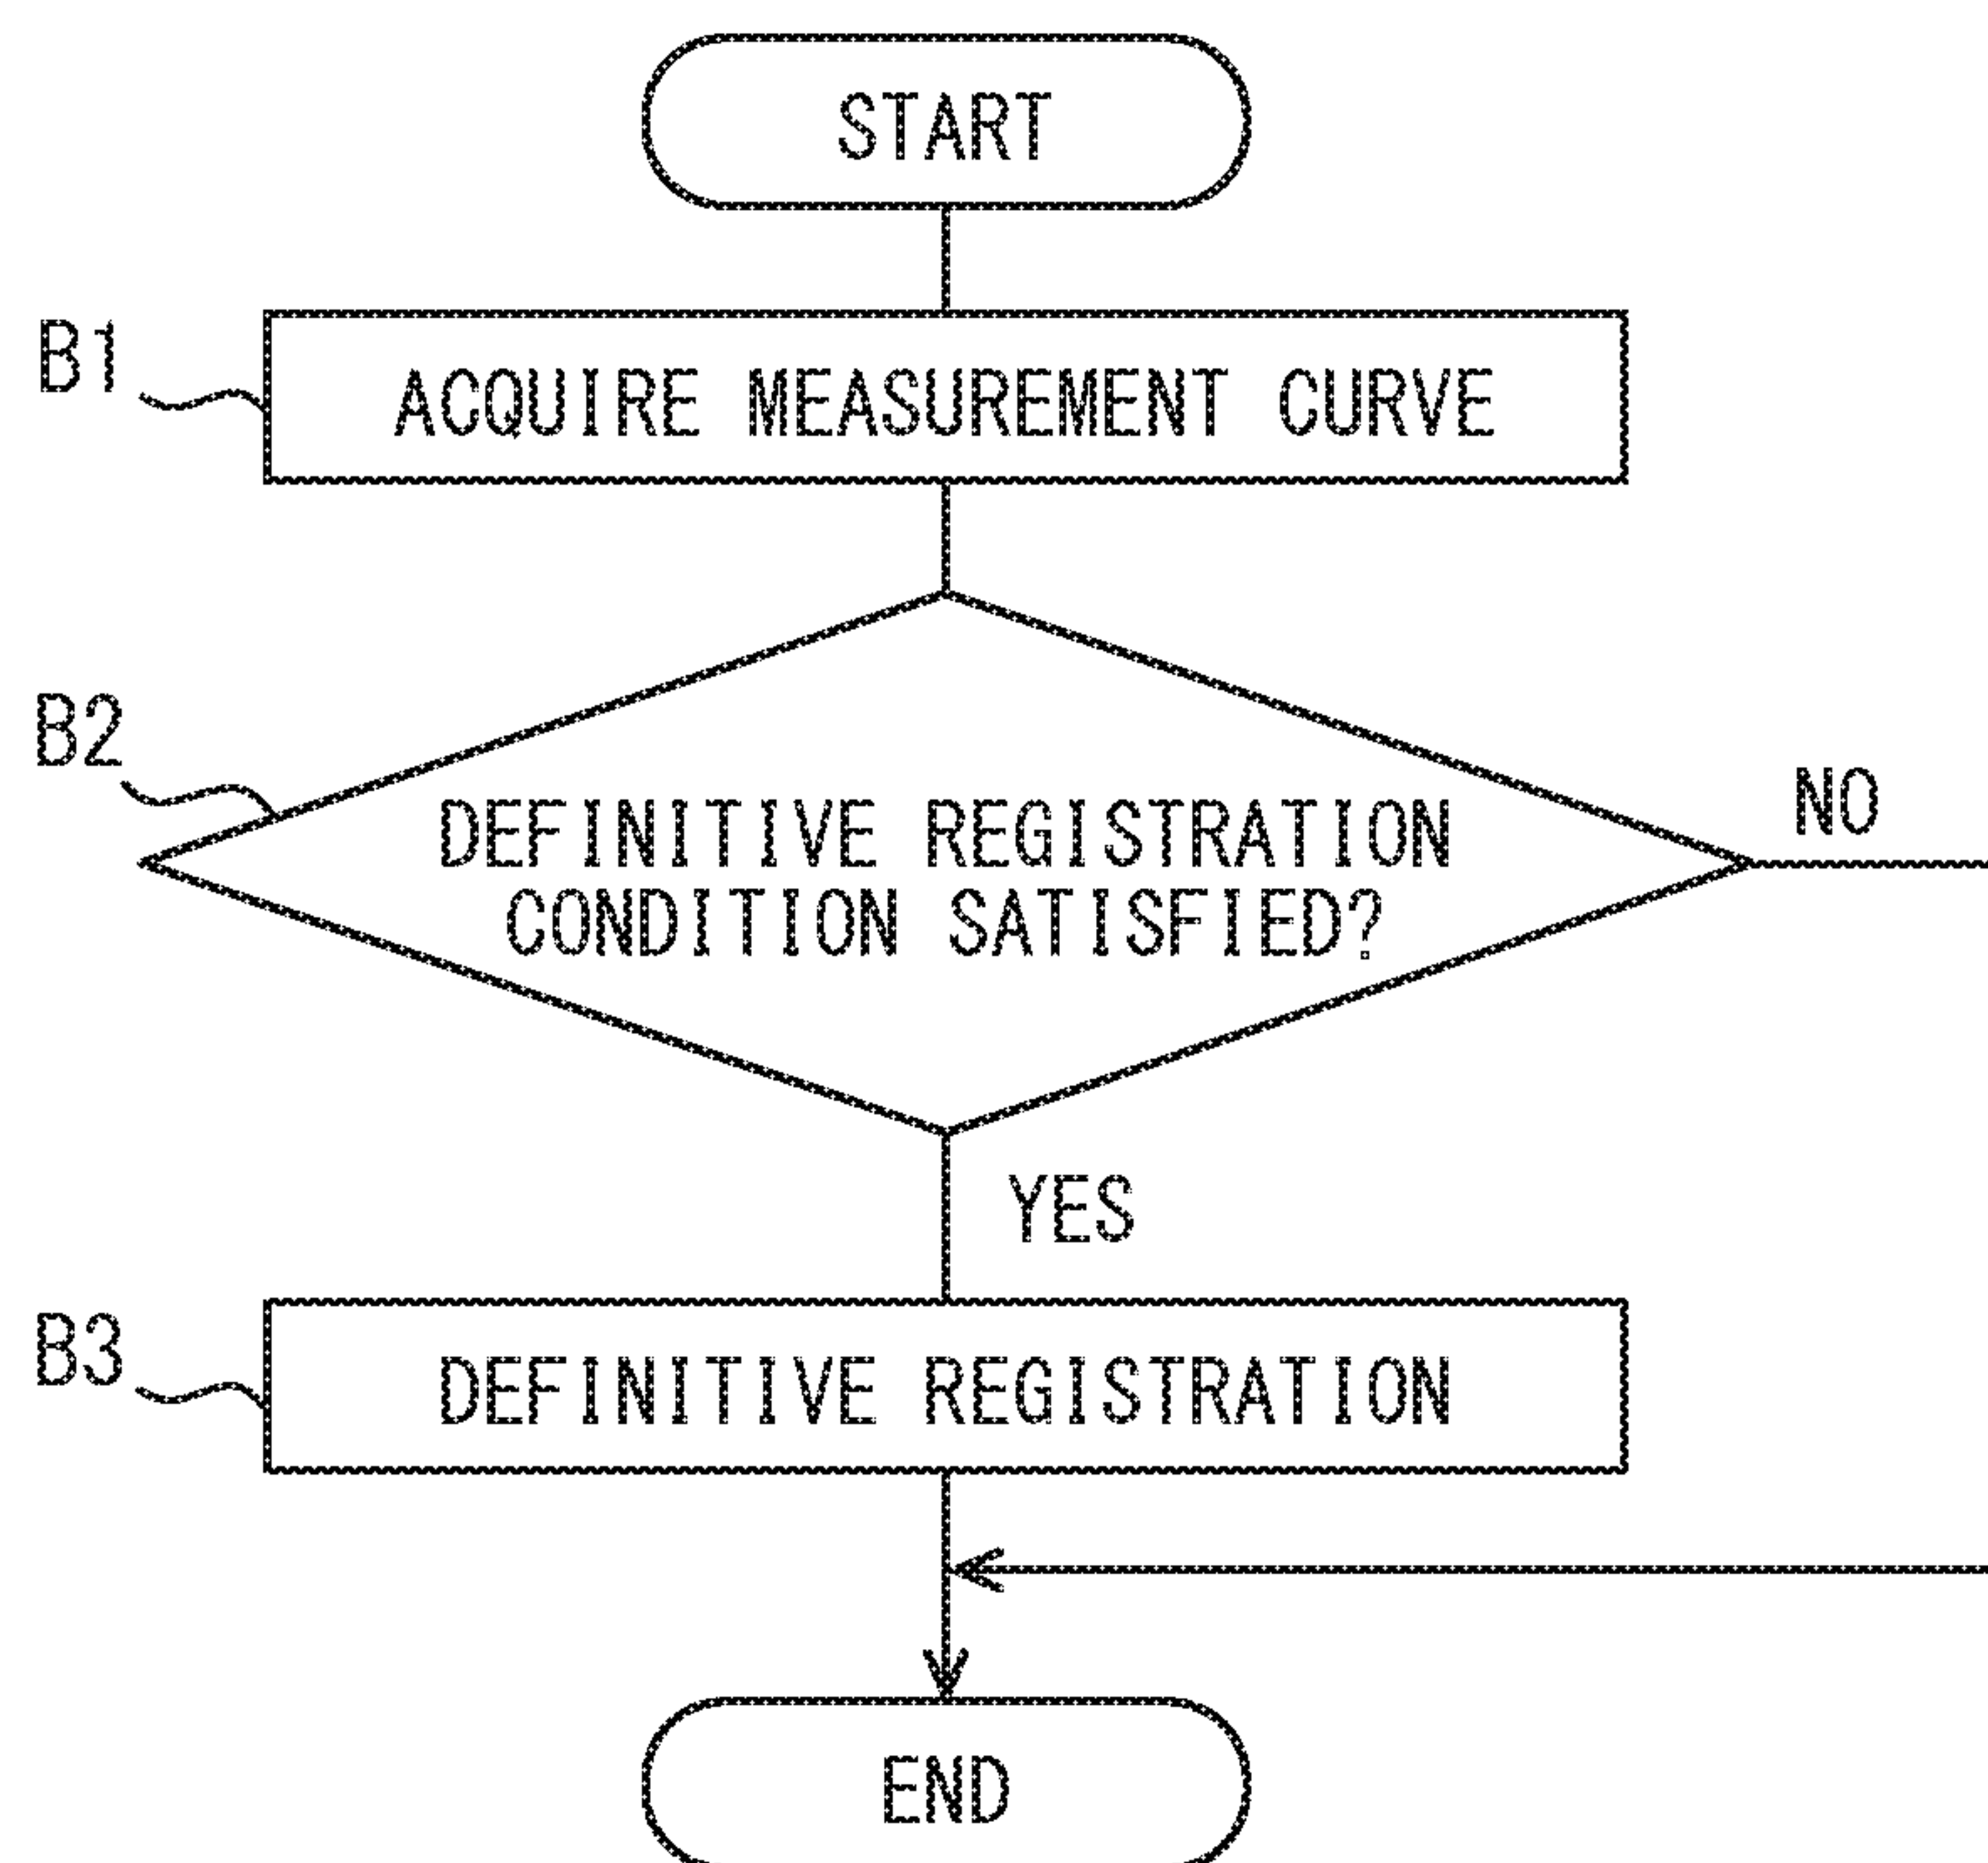 START
B1
ACQUIRE MEASUREMENT CURVE
B2
DEFINITIVE REGISTRATION
CONDITION SATISFIED?
NO
YES
B3
DEFINITIVE REGISTRATION
END